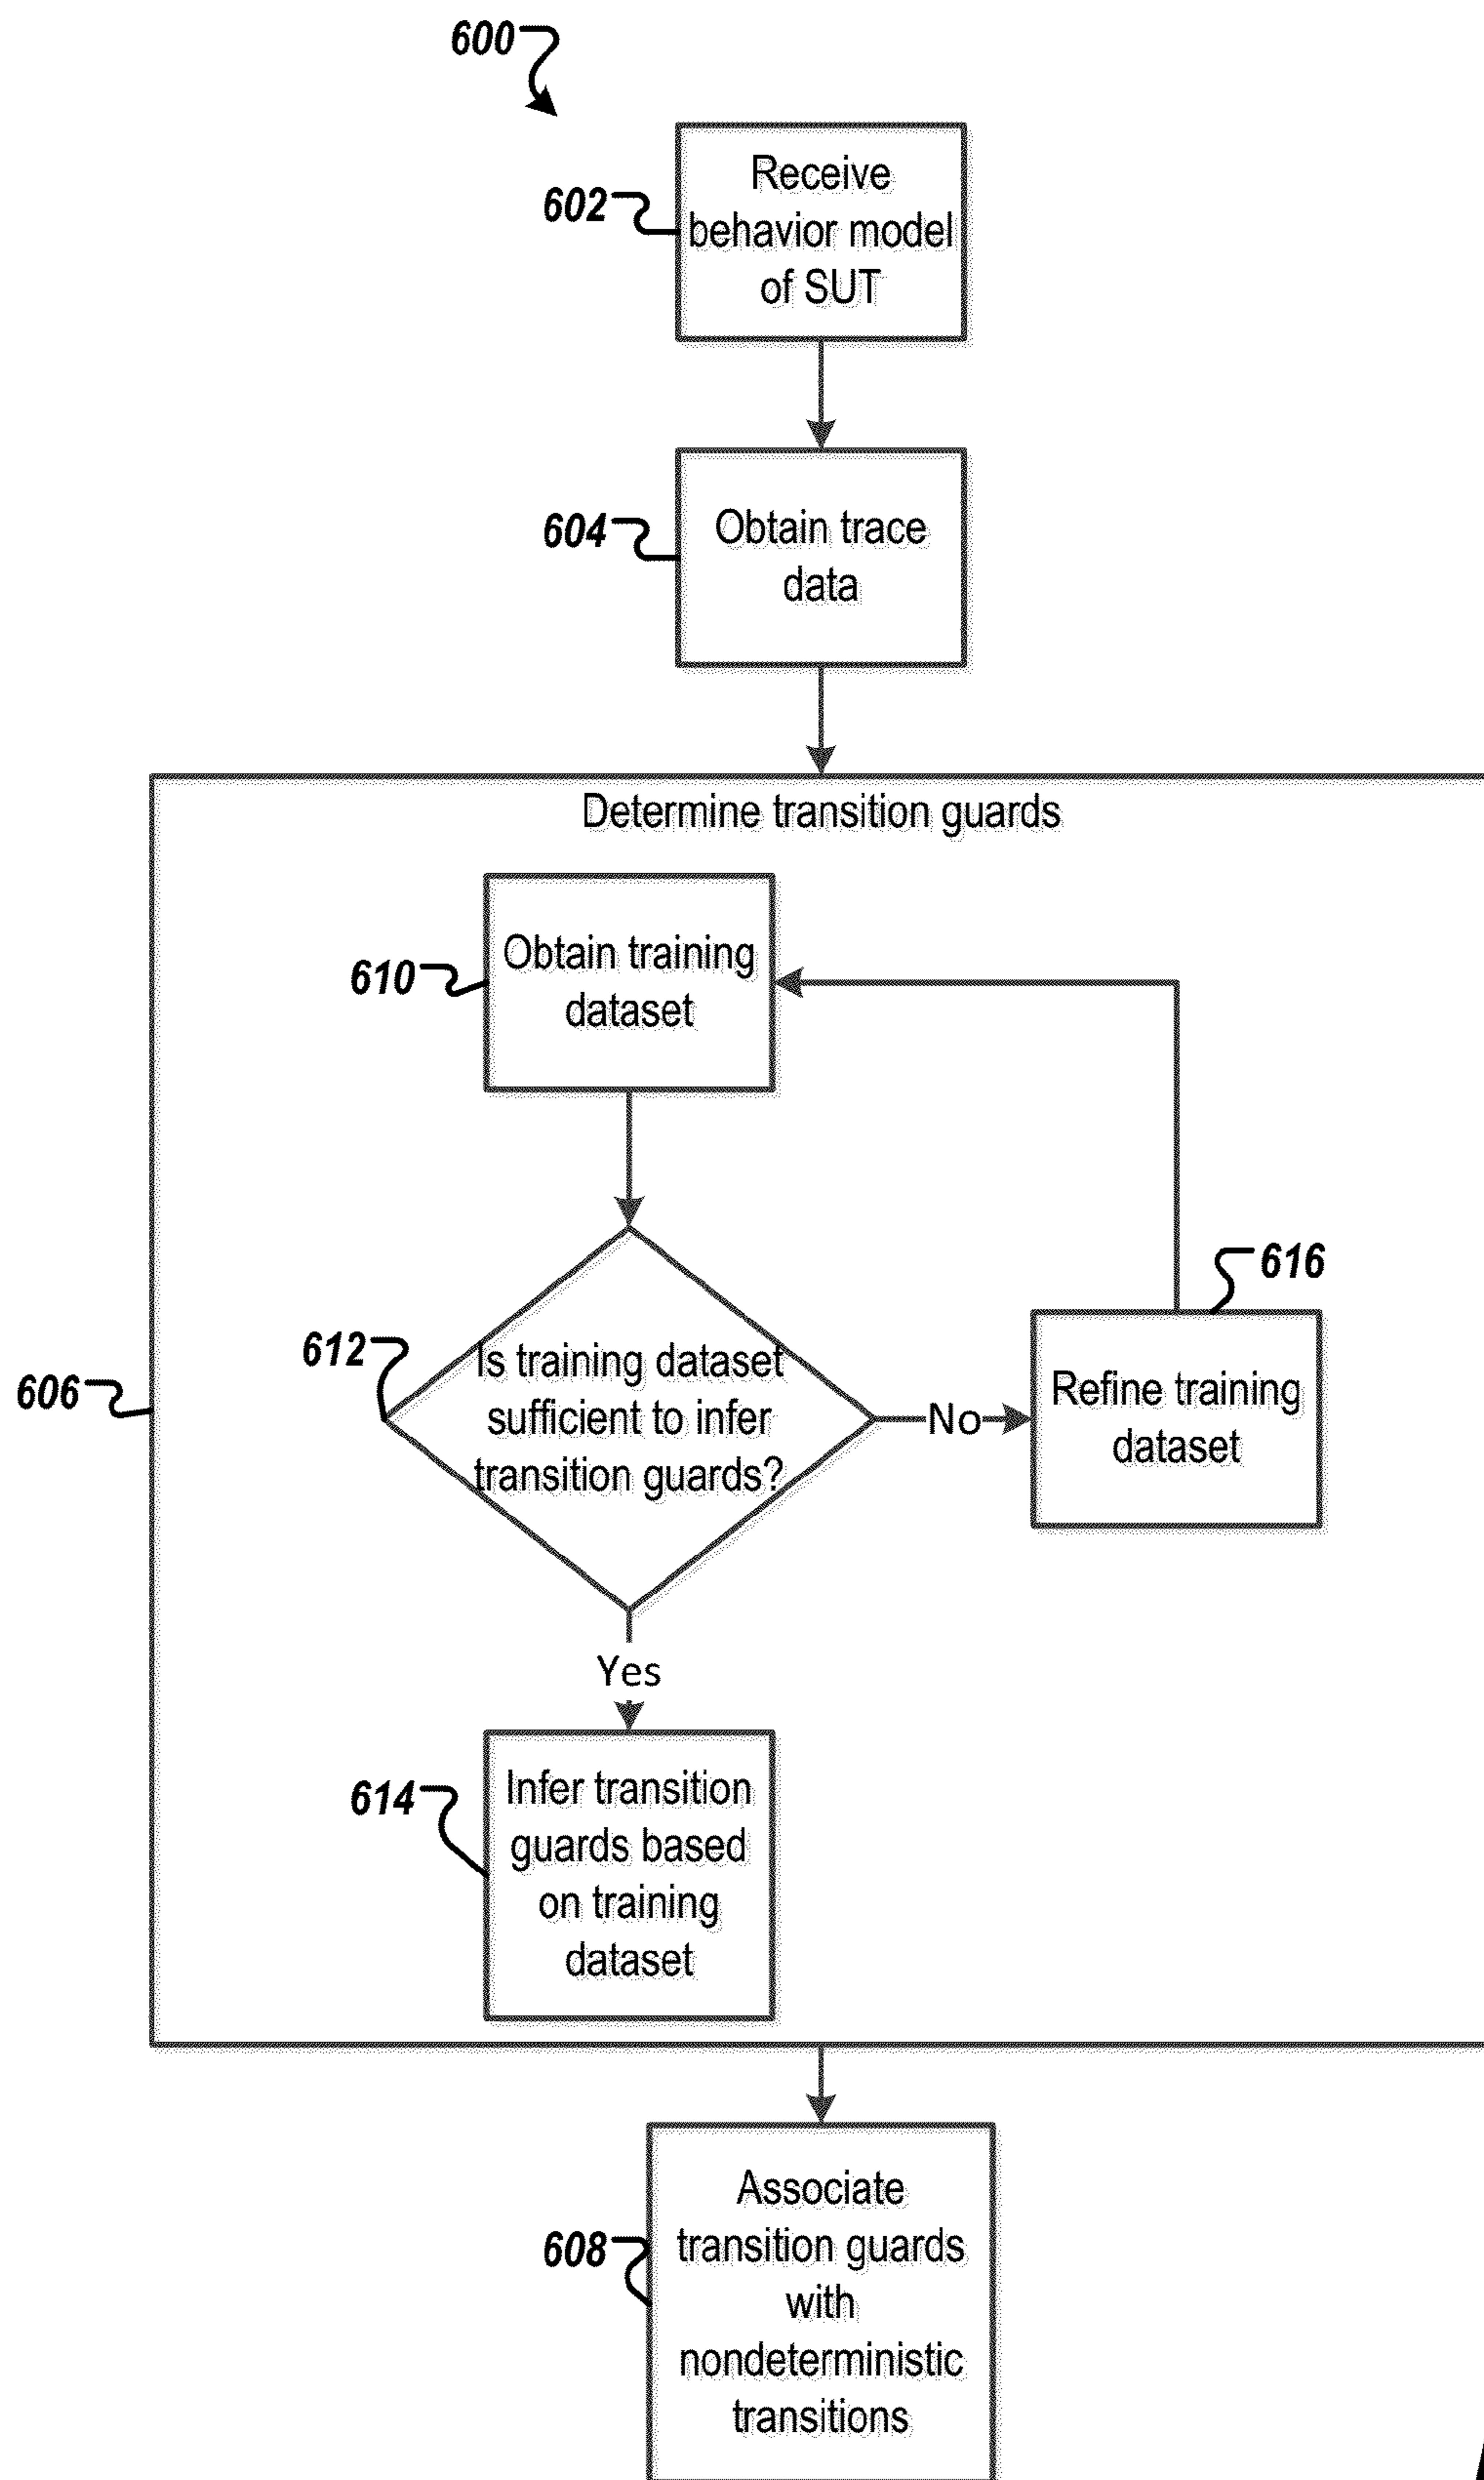 600
602
Receive
behavior model
of SUT
604
Obtain trace
data
606
Determine transition guards
610
Obtain training
dataset
612
Is training dataset
sufficient to infer
transition guards?
No
616
Refine training
dataset
Yes
614
Infer transition
guards based
on training
dataset
608
Associate
transition guards
with
nondeterministic
transitions